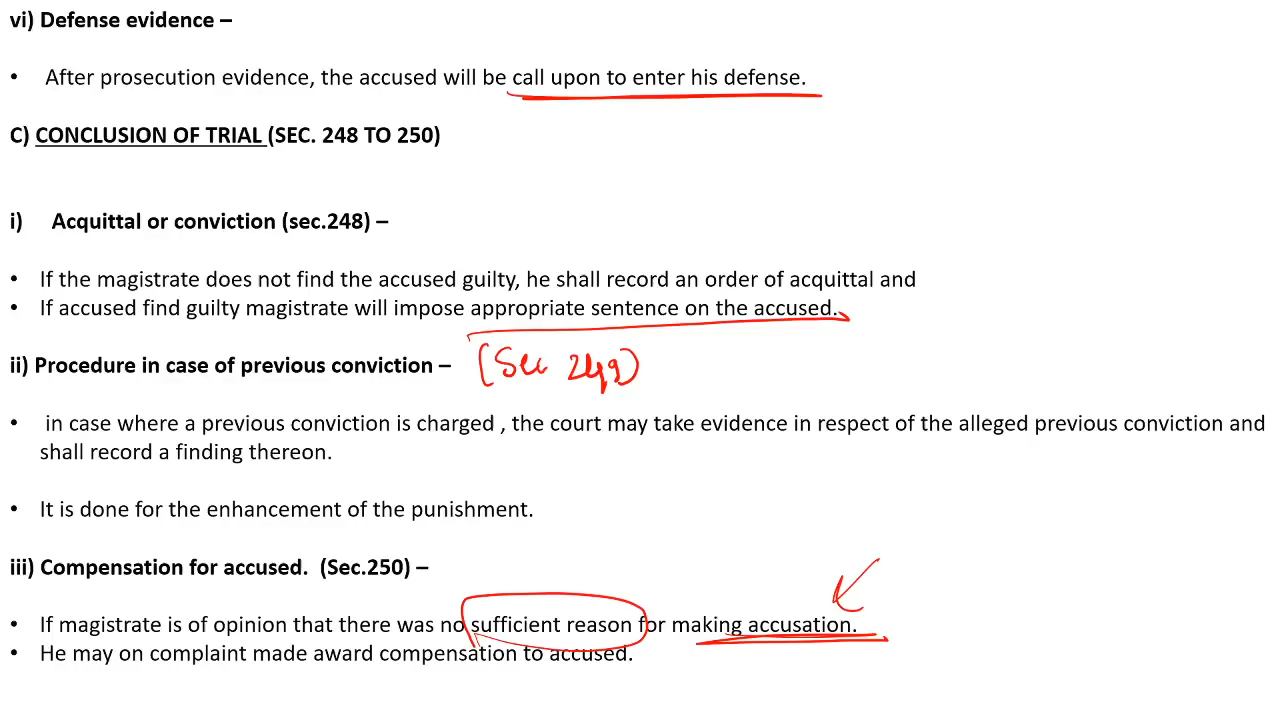 vi) Defense evidence –
• After prosecution evidence, the accused will be call upon to enter his defense.
C) CONCLUSION OF TRIAL (SEC. 248 TO 250)
i) Acquittal or conviction (sec.248) –
• If the magistrate does not find the accused guilty, he shall record an order of acquittal and
• If accused find guilty magistrate will impose appropriate sentence on the accused.
ii) Procedure in case of previous conviction – (Sec 249)
• in case where a previous conviction is charged , the court may take evidence in respect of the alleged previous conviction and
shall record a finding thereon.
• It is done for the enhancement of the punishment.
iii) Compensation for accused. (Sec.250) –
• If magistrate is of opinion that there was no sufficient reason for making accusation.
• He may on complaint made award compensation to accused.